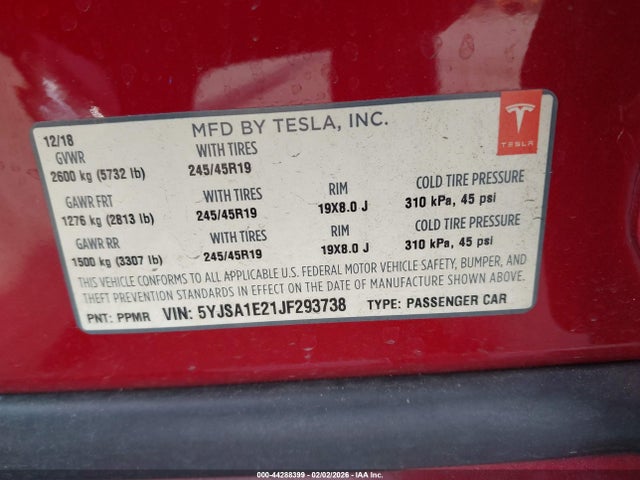 MFD BY TESLA, INC.
TESLA
12/18
GVWR WITH TIRES
2600 kg (5732 lb) 245/45R19
GAWR FRT WITH TIRES RIM COLD TIRE PRESSURE
1276 kg (2813 lb) 245/45R19 19X8.0 J 310 kPa, 45 psi
GAWR RR WITH TIRES RIM COLD TIRE PRESSURE
1500 kg (3307 lb) 245/45R19 19X8.0 J 310 kPa, 45 psi
THIS VEHICLE CONFORMS TO ALL APPLICABLE U.S. FEDERAL MOTOR VEHICLE SAFETY, BUMPER, AND
THEFT PREVENTION STANDARDS IN EFFECT ON THE DATE OF MANUFACTURE SHOWN ABOVE.
PNT: PPMR VIN: 5YJSA1E21JF293738 TYPE: PASSENGER CAR
000-44288399 - 02/02/2026 - IAA, Inc.